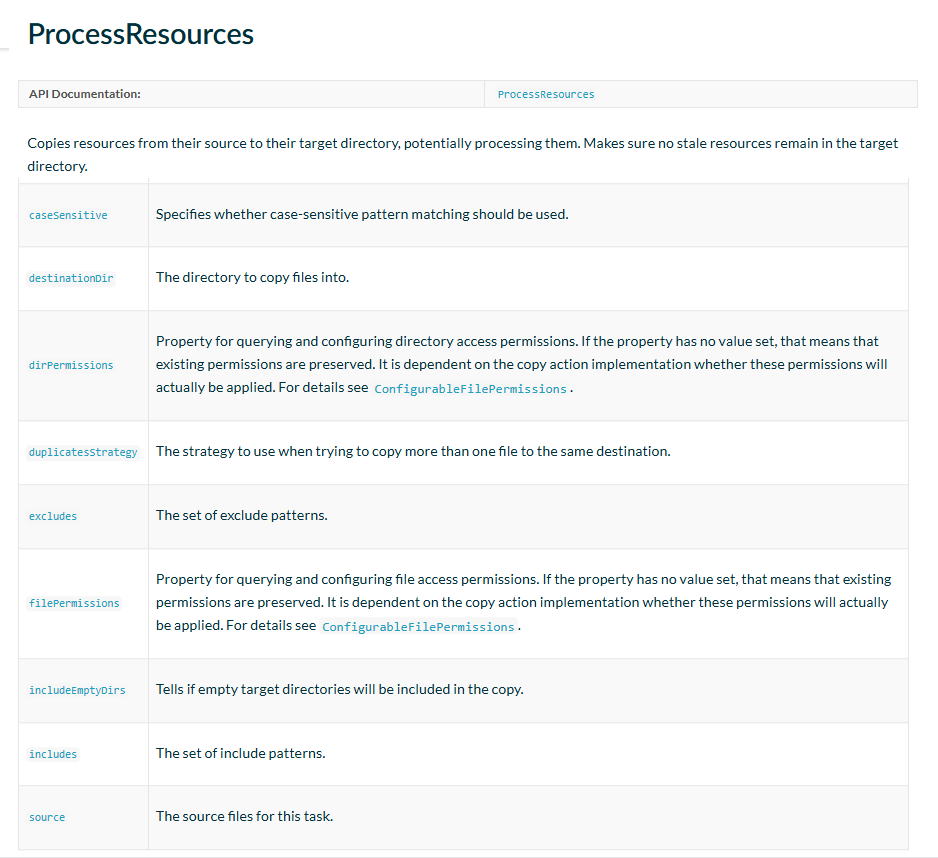 ProcessResources
API Documentation: ProcessResources
Copies resources from their source to their target directory, potentially processing them. Makes sure no stale resources remain in the target
directory.
caseSensitive Specifies whether case-sensitive pattern matching should be used.
destinationDir The directory to copy files into.
Property for querying and configuring directory access permissions. If the property has no value set, that means that
dirPermissions existing permissions are preserved. It is dependent on the copy action implementation whether these permissions will
actually be applied. For details see ConfigurableFilePermissions.
duplicatesStrategy The strategy to use when trying to copy more than one file to the same destination.
excludes The set of exclude patterns.
Property for querying and configuring file access permissions. If the property has no value set, that means that existing
filePermissions permissions are preserved. It is dependent on the copy action implementation whether these permissions will actually
be applied. For details see ConfigurableFilePermissions.
includeEmptyDirs Tells if empty target directories will be included in the copy.
includes The set of include patterns.
source The source files for this task.